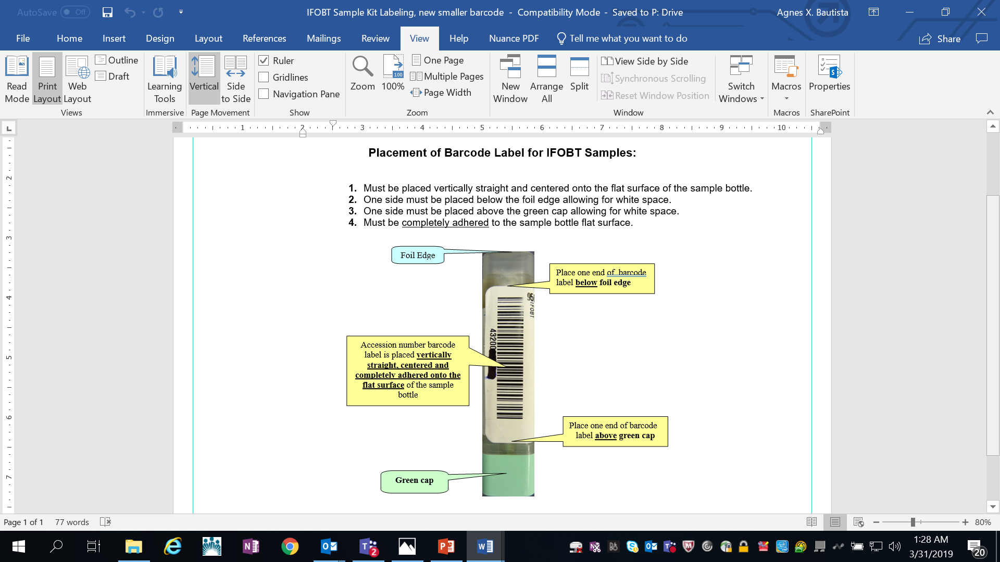 AutoSave Off
IFOBT Sample Kit Labeling, new smaller barcode - Compatibility Mode - Saved to P: Drive
Agnes X. Bautista
File Home Insert Design Layout References Mailings Review View Help Nuance PDF Tell me what you want to do Share
Read Mode
Print Layout
Web Layout
Outline
Draft
Views
Learning Tools
Immersive
Vertical
Side to Side
Page Movement
Ruler
Gridlines
Navigation Pane
Show
Zoom
100
100%
One Page
Multiple Pages
Page Width
Zoom
New Window
Arrange All
Split
View Side by Side
Synchronous Scrolling
Reset Window Position
Switch Windows
Window
Macros
Macros
Properties
SharePoint
1 2 3 4 5 6 7 8 9 10
2
3
4
5
6
7
Placement of Barcode Label for IFOBT Samples:
1. Must be placed vertically straight and centered onto the flat surface of the sample bottle.
2. One side must be placed below the foil edge allowing for white space.
3. One side must be placed above the green cap allowing for white space.
4. Must be completely adhered to the sample bottle flat surface.
Foil Edge
Place one end of barcode
label below foil edge
IFOBT
43200
Accession number barcode
label is placed vertically
straight, centered and
completely adhered onto the
flat surface of the sample
bottle
Place one end of barcode
label above green cap
Green cap
Page 1 of 1 77 words
80%
1:28 AM
3/31/2019
20
2